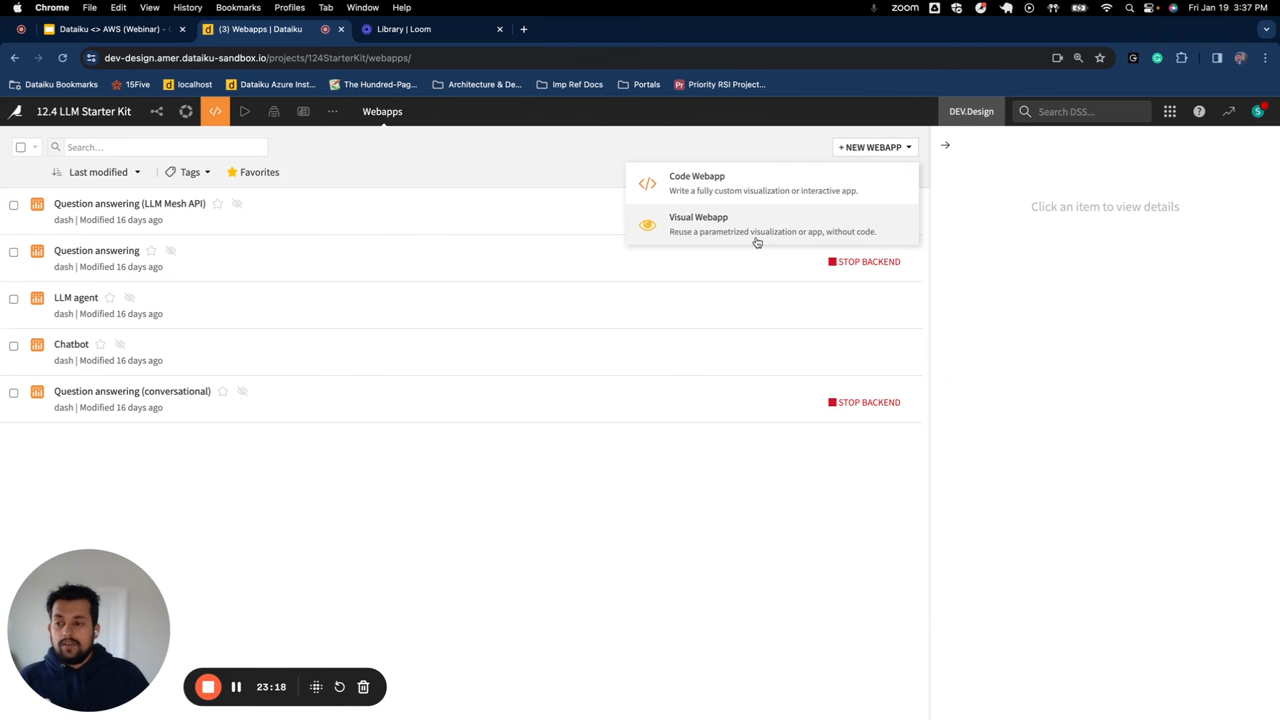 Chrome File Edit View History Bookmarks Profiles Tab Window Help zoom Fri Jan 19 3:37 PM
Dataiku <> AWS (Webinar) - (3) Webapps | Dataiku Library | Loom
dev-design.amer.dataiku-sandbox.io/projects/124StarterKit/webapps/
Dataiku Bookmarks 15Five localhost Dataiku Azure Inst... The Hundred-Pag... Architecture & De... Imp Ref Docs Portals Priority RSI Project...
12.4 LLM Starter Kit Webapps DEV.Design Search DSS...
Search... + NEW WEBAPP
Last modified Tags Favorites
Code Webapp
Write a fully custom visualization or interactive app.
Visual Webapp
Reuse a parametrized visualization or app, without code.
Click an item to view details
Question answering (LLM Mesh API)
dash | Modified 16 days ago
Question answering
dash | Modified 16 days ago STOP BACKEND
LLM agent
dash | Modified 16 days ago
Chatbot
dash | Modified 16 days ago
Question answering (conversational)
dash | Modified 16 days ago STOP BACKEND
23:18